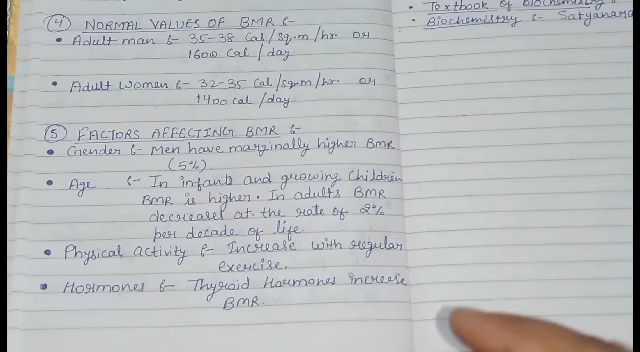 • Textbook of Biochemistry
• Biochemistry :- Satyanara
④ NORMAL VALUES OF BMR :-
• Adult man :- 35-38 Cal/sq.m/hr. or
1600 Cal/day
• Adult Women :- 32-35 Cal/sq.m/hr. or
1400 cal/day.
⑤ FACTORS AFFECTING BMR :-
• Gender :- Men have marginally higher BMR
(5%)
• Age :- In infants and growing children
BMR is higher. In adults BMR
decreases at the rate of 2%
per decade of life.
• Physical activity :- Increase with regular
exercise.
• Hormones :- Thyroid Hormones increase
BMR.